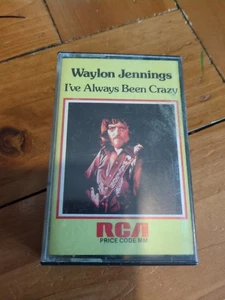 Waylon Jennings
I've Always Been Crazy
RCA
PRICE CODE MM